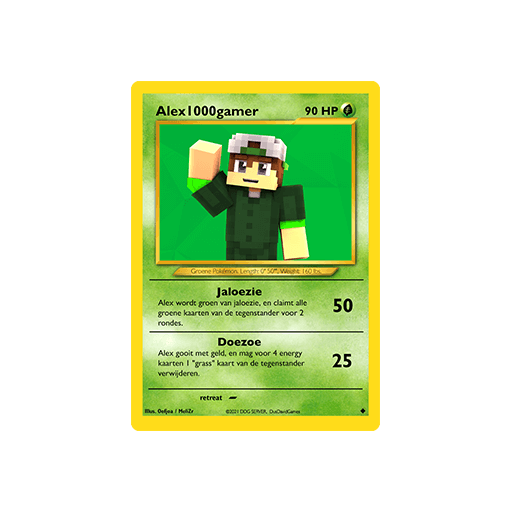 Alex1000gamer 90 HP
Groene Pokémon. Length: 0' 50", Weight: 160 lbs.
Jaloezie
Alex wordt groen van jaloezie, en claimt alle
groene kaarten van de tegenstander voor 2
rondes.
50
Doezoe
Alex gooit met geld, en mag voor 4 energy
kaarten 1 "grass" kaart van de tegenstander
verwijderen.
25
retreat
Illus. / MofiZr ©2021 DOG SERVER,